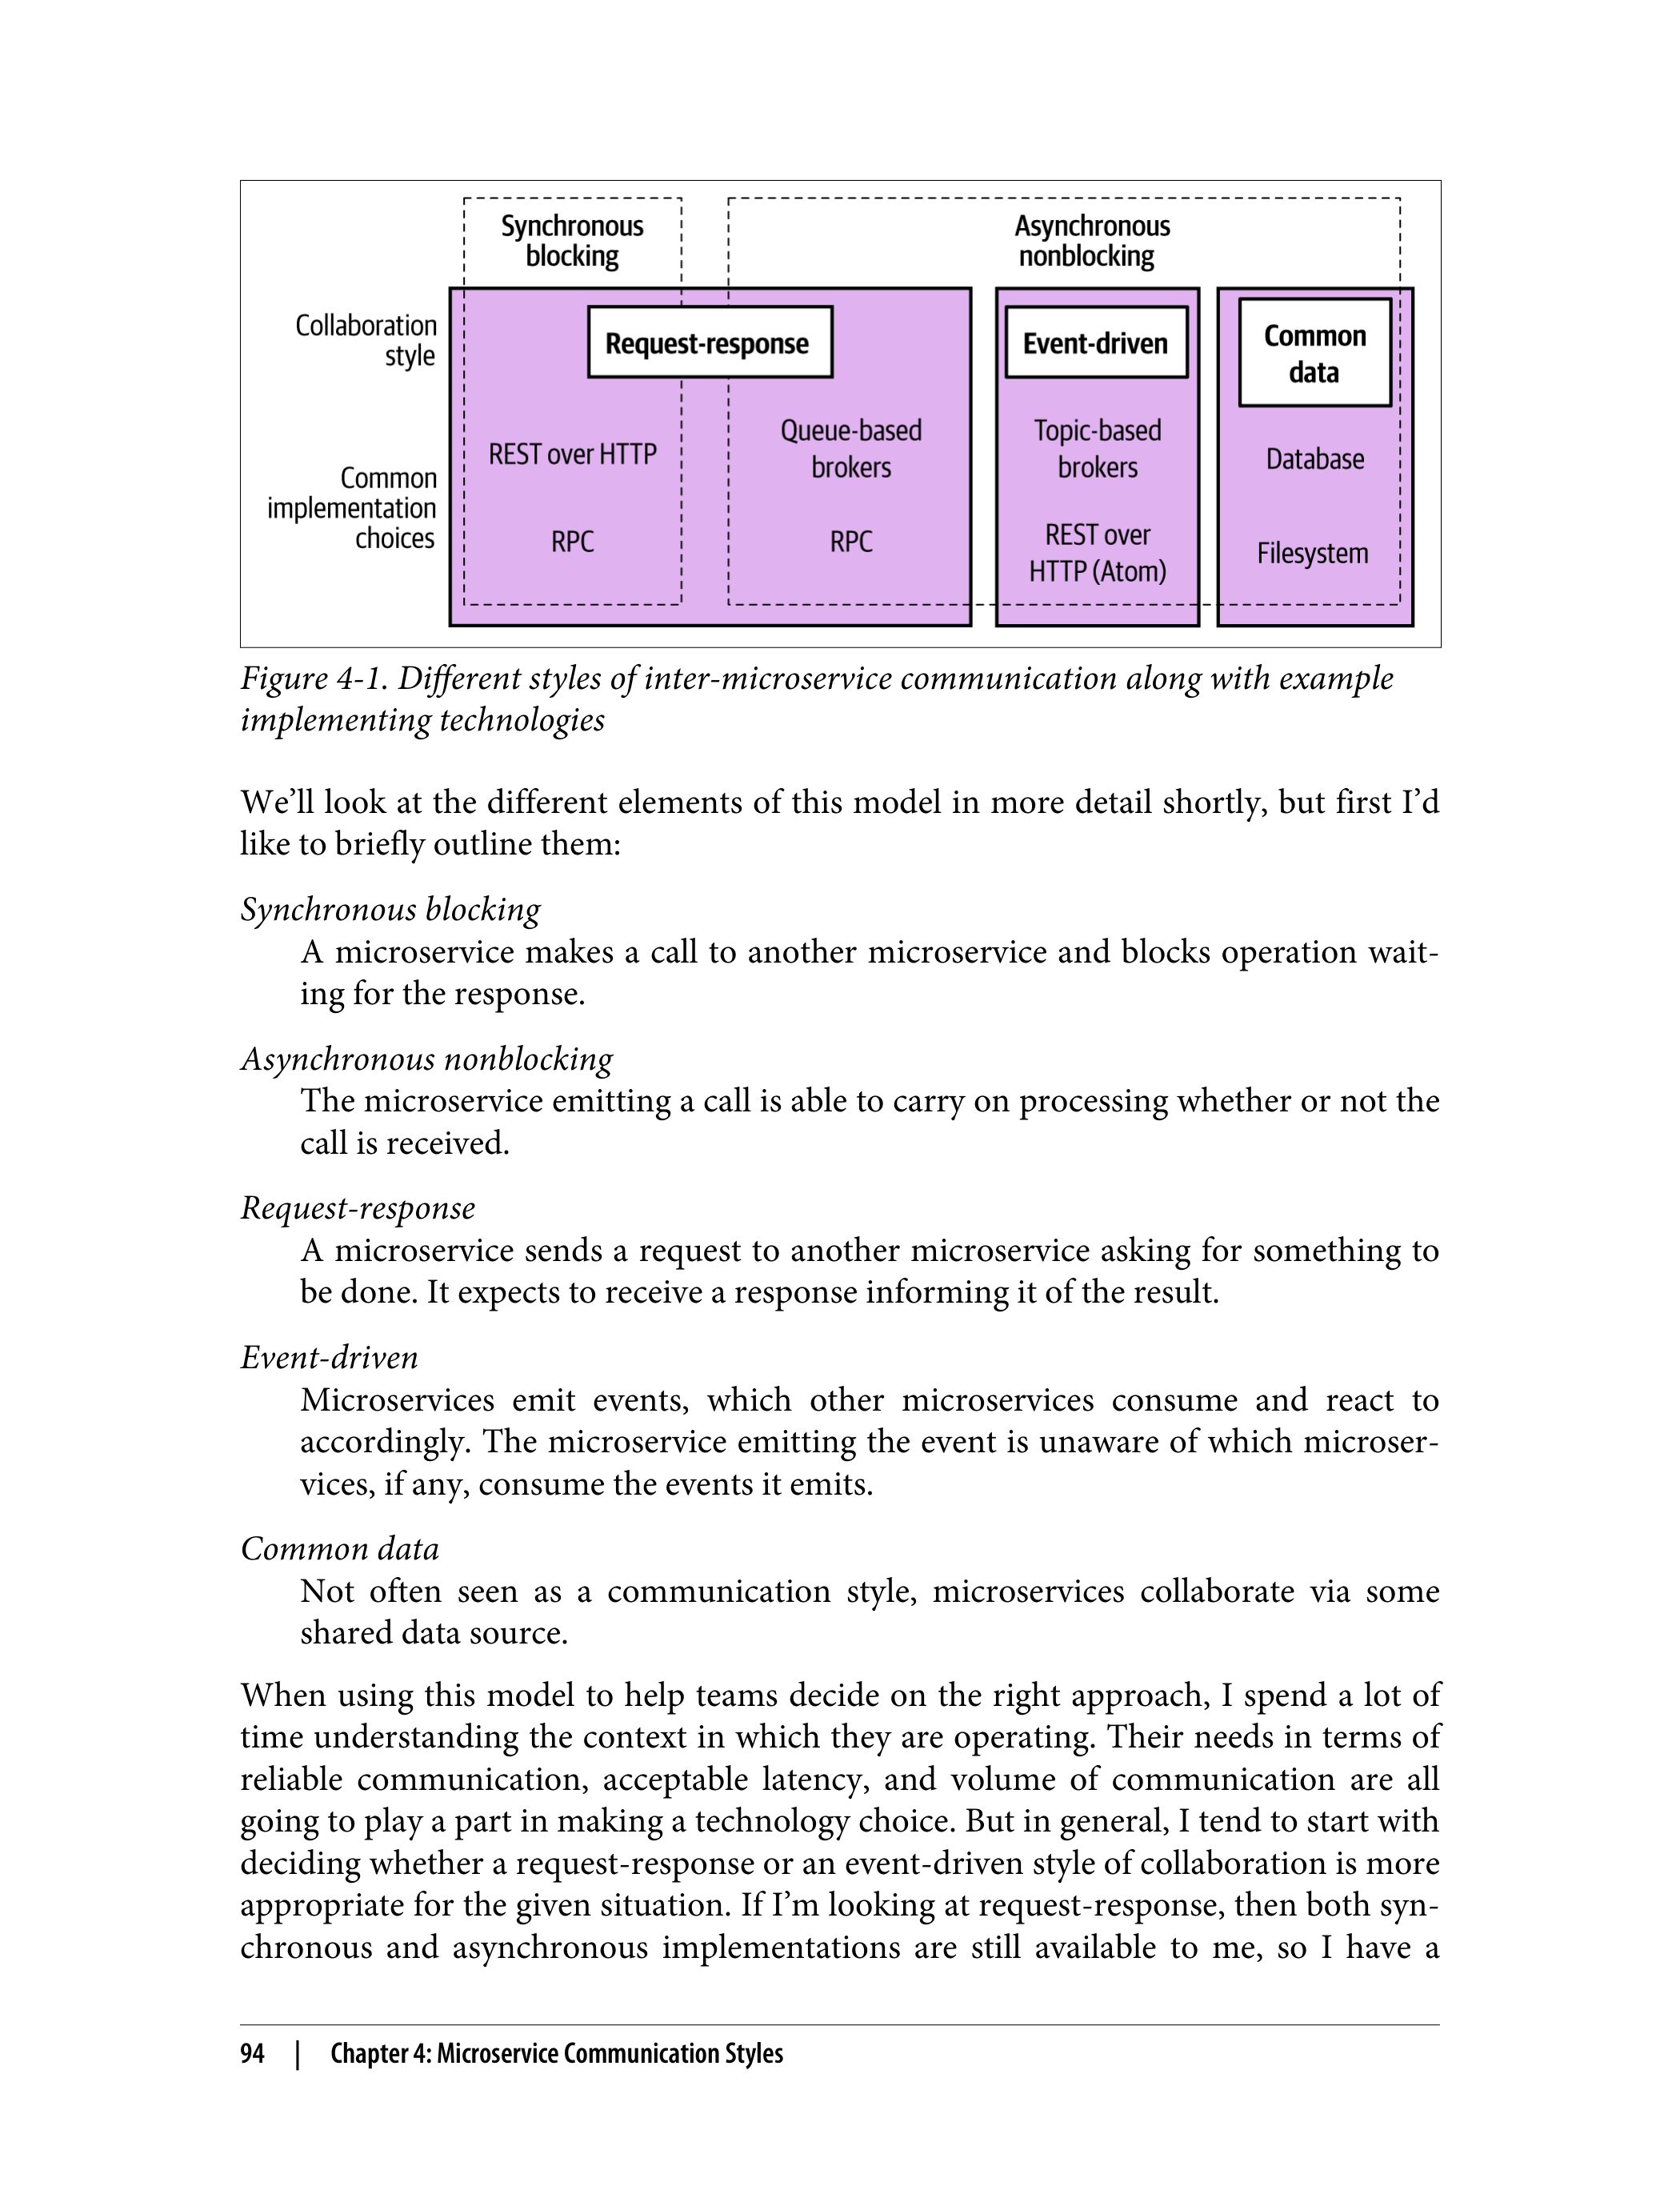 Synchronous
blocking
Asynchronous
nonblocking
Collaboration
style
Request-response
Event-driven
Common
data
Common
implementation
choices
REST over HTTP
RPC
Queue-based
brokers
RPC
Topic-based
brokers
REST over
HTTP (Atom)
Database
Filesystem
Figure 4-1. Different styles of inter-microservice communication along with example
implementing technologies
We’ll look at the different elements of this model in more detail shortly, but first I’d
like to briefly outline them:
Synchronous blocking
A microservice makes a call to another microservice and blocks operation wait-
ing for the response.
Asynchronous nonblocking
The microservice emitting a call is able to carry on processing whether or not the
call is received.
Request-response
A microservice sends a request to another microservice asking for something to
be done. It expects to receive a response informing it of the result.
Event-driven
Microservices emit events, which other microservices consume and react to
accordingly. The microservice emitting the event is unaware of which microser-
vices, if any, consume the events it emits.
Common data
Not often seen as a communication style, microservices collaborate via some
shared data source.
When using this model to help teams decide on the right approach, I spend a lot of
time understanding the context in which they are operating. Their needs in terms of
reliable communication, acceptable latency, and volume of communication are all
going to play a part in making a technology choice. But in general, I tend to start with
deciding whether a request-response or an event-driven style of collaboration is more
appropriate for the given situation. If I’m looking at request-response, then both syn-
chronous and asynchronous implementations are still available to me, so I have a
94 | Chapter 4: Microservice Communication Styles